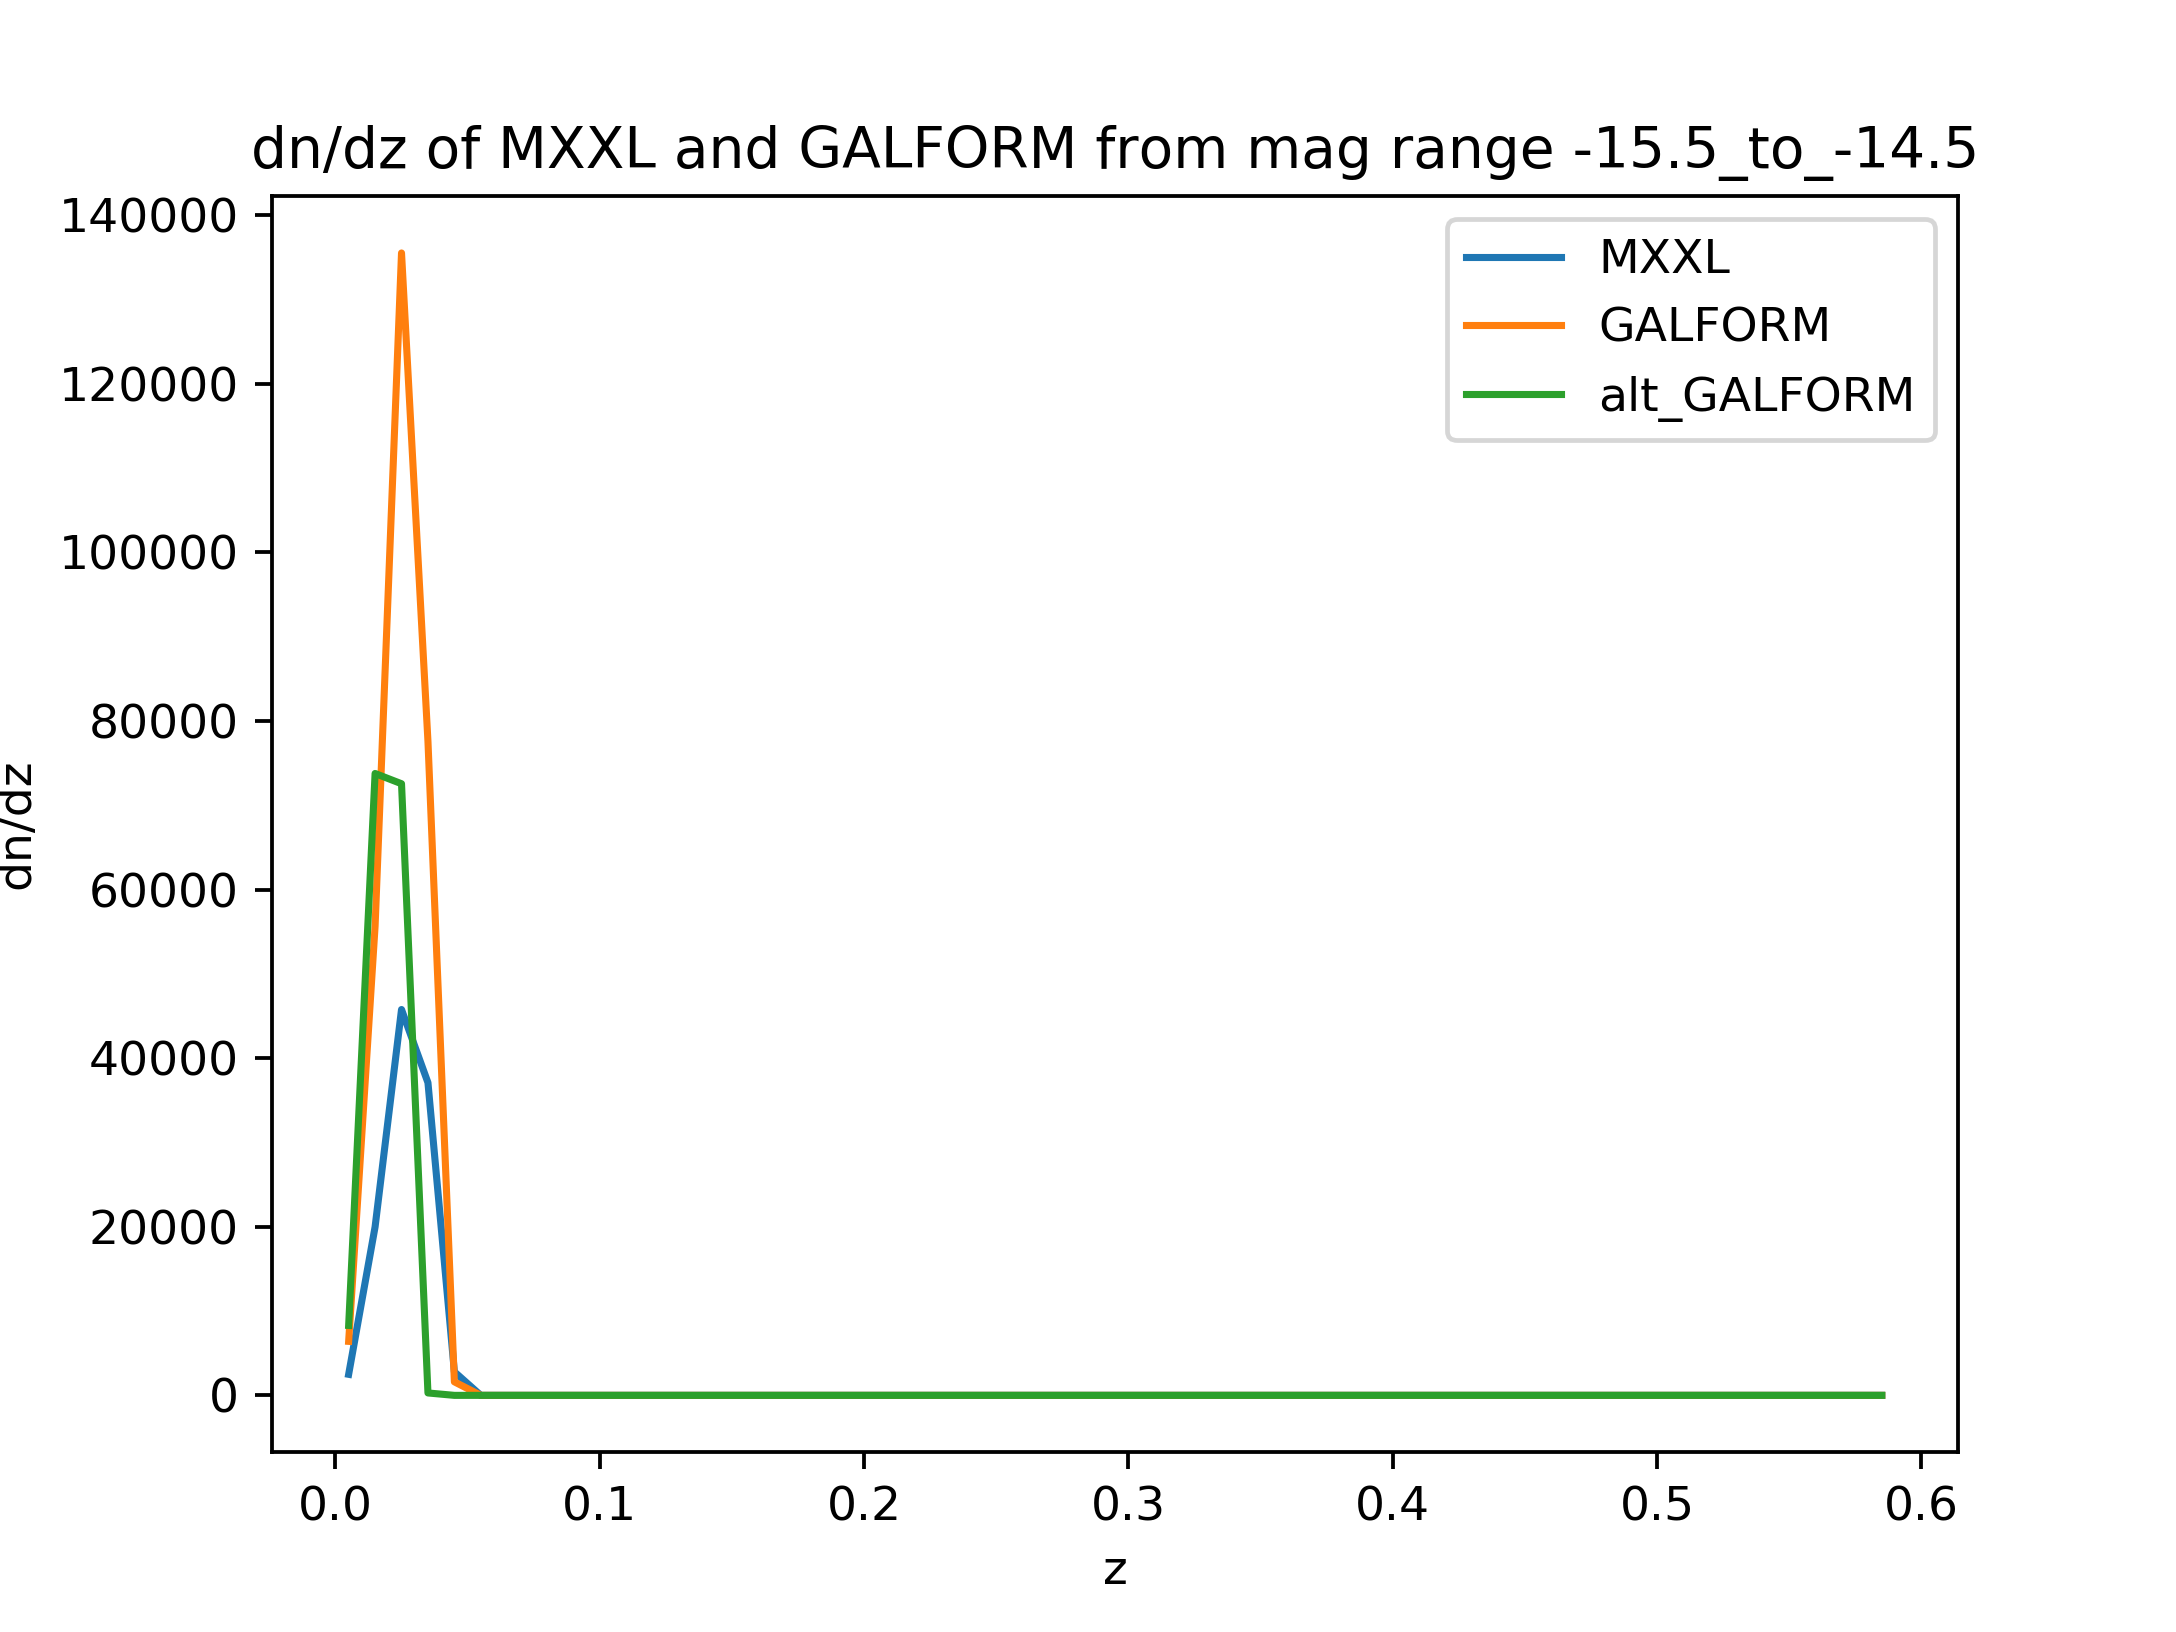 dn/dz of MXXL and GALFORM from mag range -15.5_to_-14.5
140000
120000
100000
80000
60000
40000
20000
0
dn/dz
MXXL
GALFORM
alt_GALFORM
0.0 0.1 0.2 0.3 0.4 0.5 0.6
z